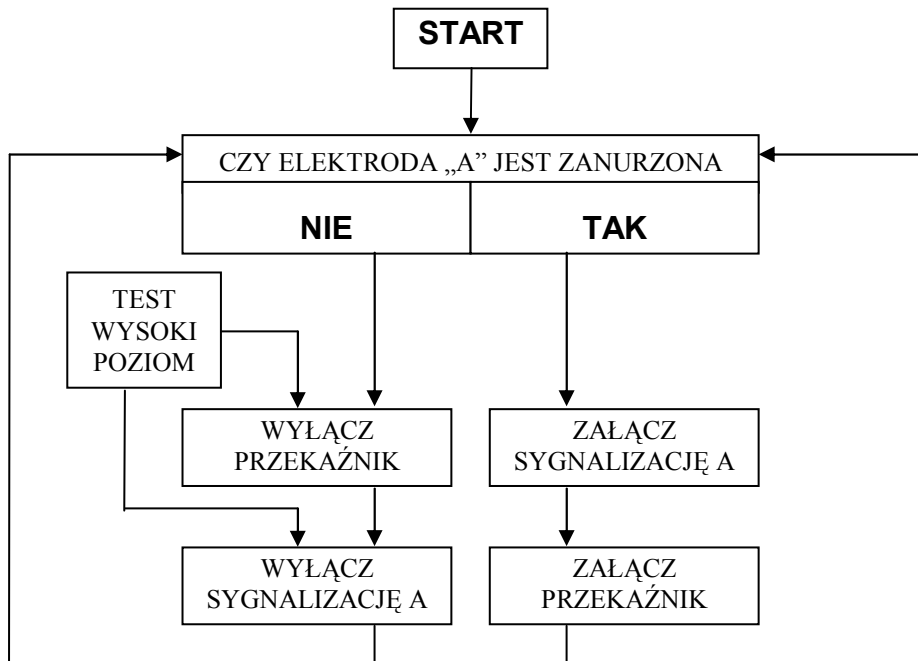 START
CZY ELEKTRODA „A” JEST ZANURZONA
NIE
TAK
TEST
WYSOKI
POZIOM
WYŁĄCZ
PRZEKAŹNIK
ZAŁĄCZ
SYGNALIZACJĘ A
WYŁĄCZ
SYGNALIZACJĘ A
ZAŁĄCZ
PRZEKAŹNIK